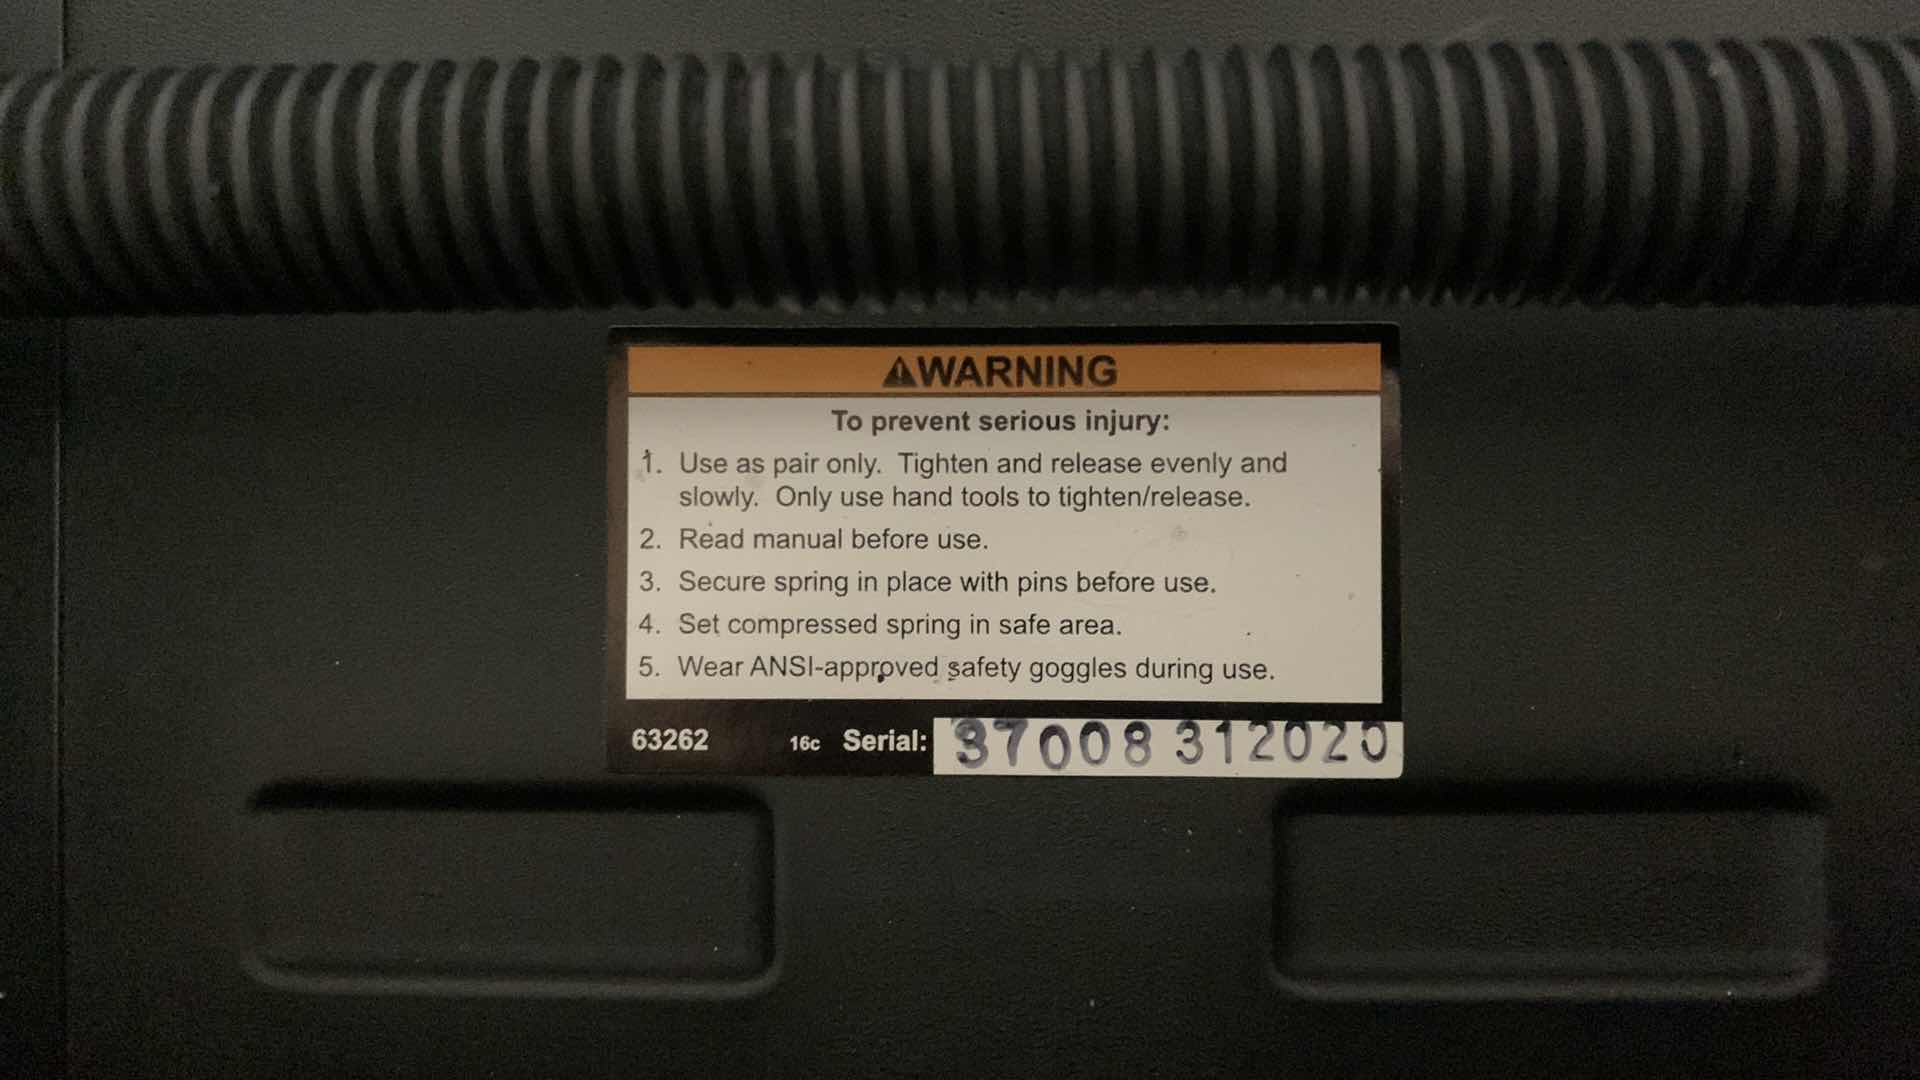 ⚠WARNING
To prevent serious injury:
1. Use as pair only. Tighten and release evenly and
slowly. Only use hand tools to tighten/release.
2. Read manual before use.
3. Secure spring in place with pins before use.
4. Set compressed spring in safe area.
5. Wear ANSI-approved safety goggles during use.
63262 16c Serial: 37008 312020